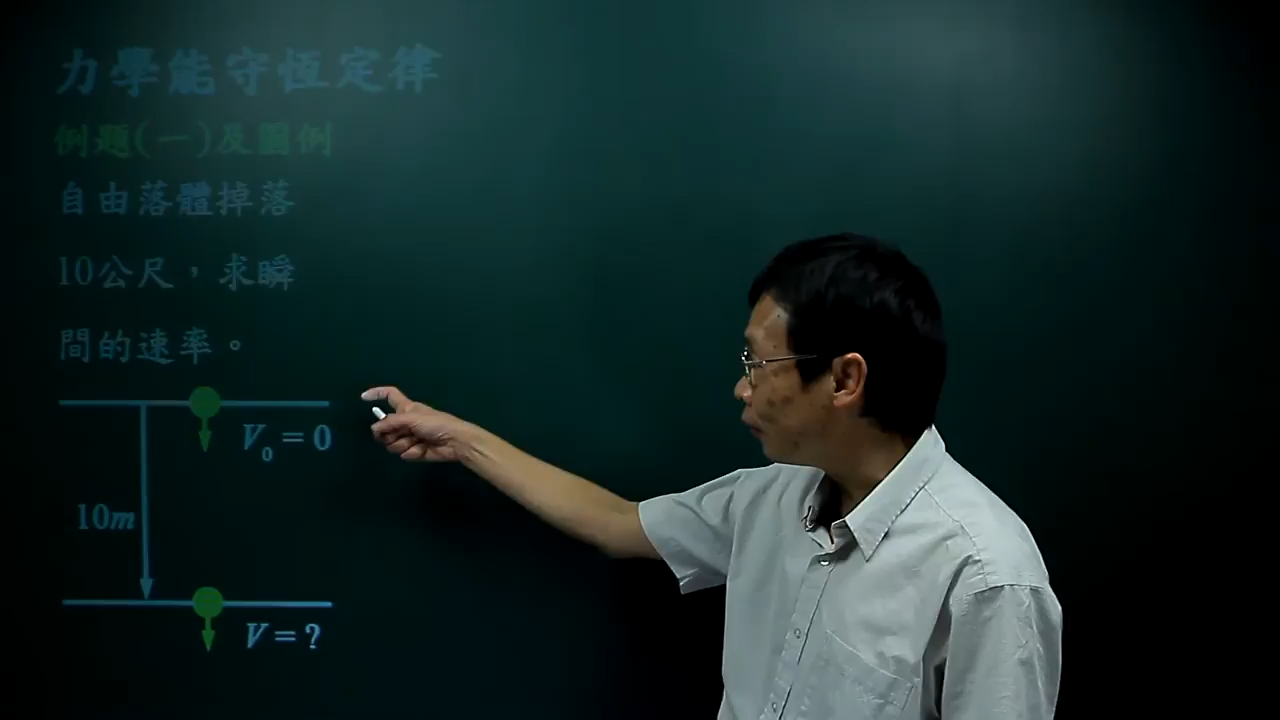 力學能守恆定律
例題(一)及圖例
自由落體掉落
10公尺，求瞬
間的速率。
V₀ = 0
10m
V = ?